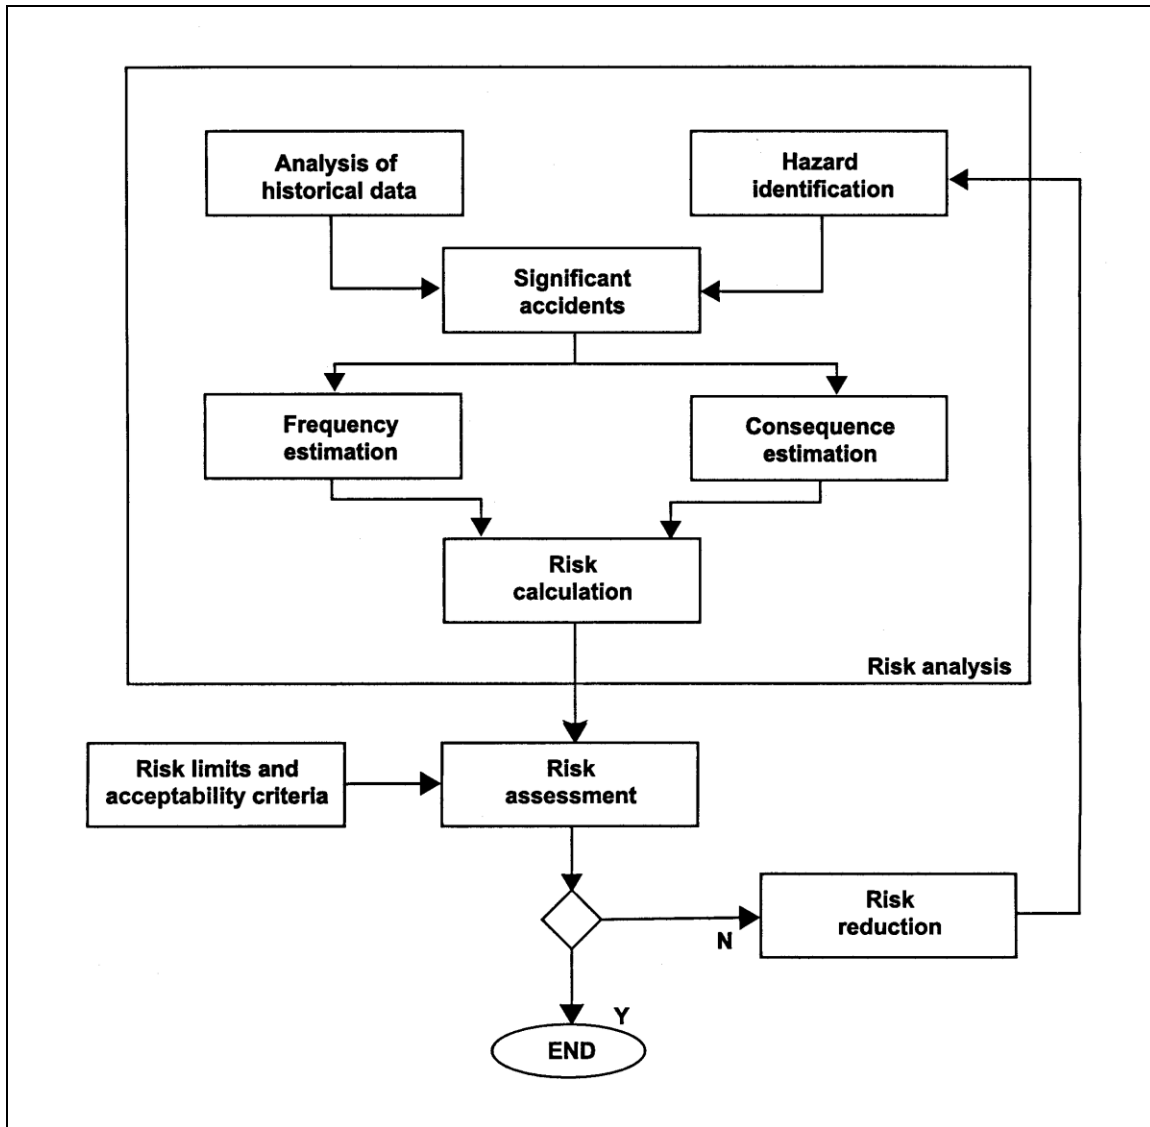 Analysis of
historical data
Hazard
identification
Significant
accidents
Frequency
estimation
Consequence
estimation
Risk
calculation
Risk analysis
Risk limits and
acceptability criteria
Risk
assessment
Risk
reduction
N
Y
END